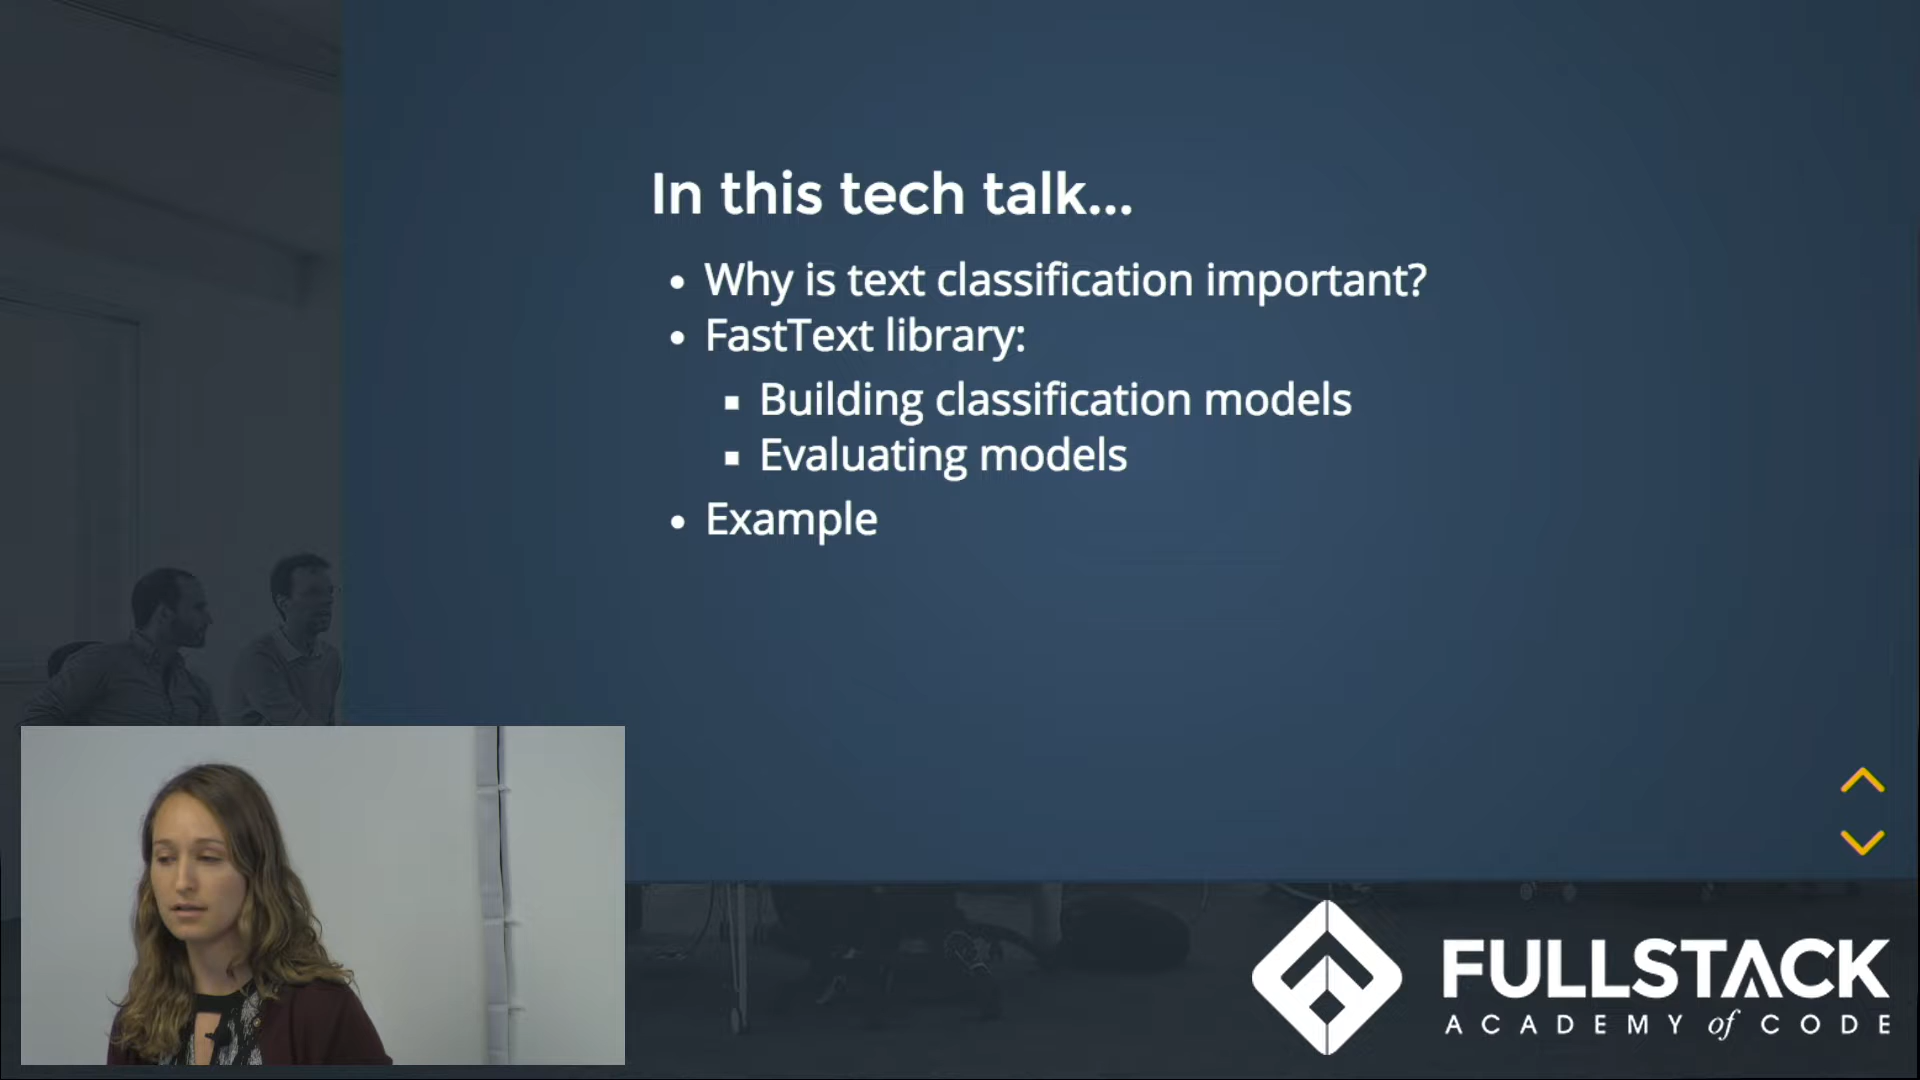 In this tech talk...
• Why is text classification important?
• FastText library:
▪ Building classification models
▪ Evaluating models
• Example
FULLSTACK
ACADEMY of CODE